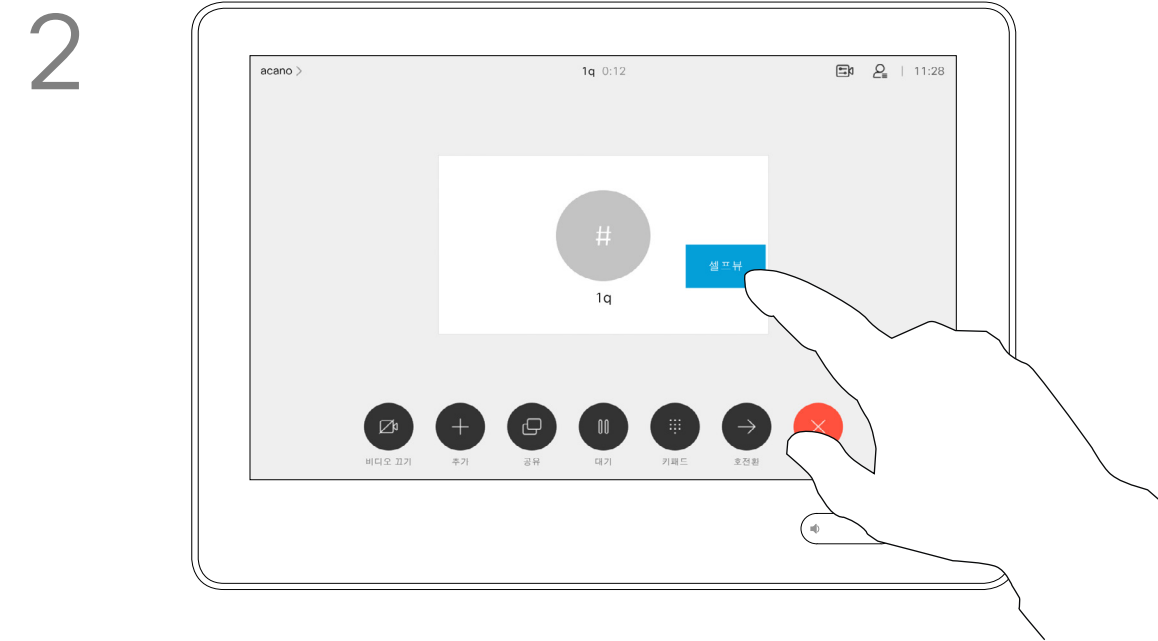 2
acano >
1q 0:12
11:28
#
1q
셀프뷰
비디오 끄기
추가
공유
대기
키패드
호전환